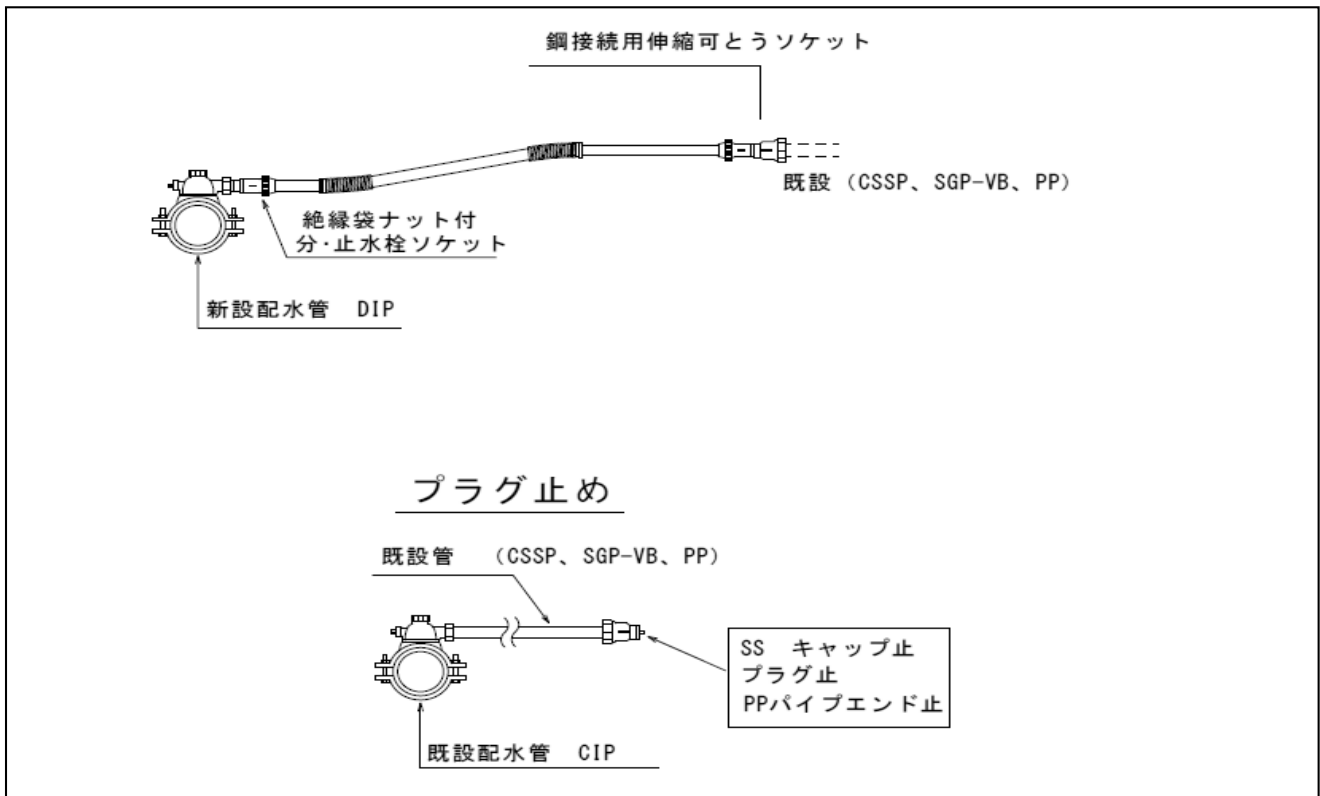 鋼接続用伸縮可とうソケット
既設（CSSP、SGP-VB、PP）
絶縁袋ナット付
分・止水栓ソケット
新設配水管　DIP
プラグ止め
既設管　（CSSP、SGP-VB、PP）
SS　キャップ止
プラグ止
PPパイプエンド止
既設配水管　CIP